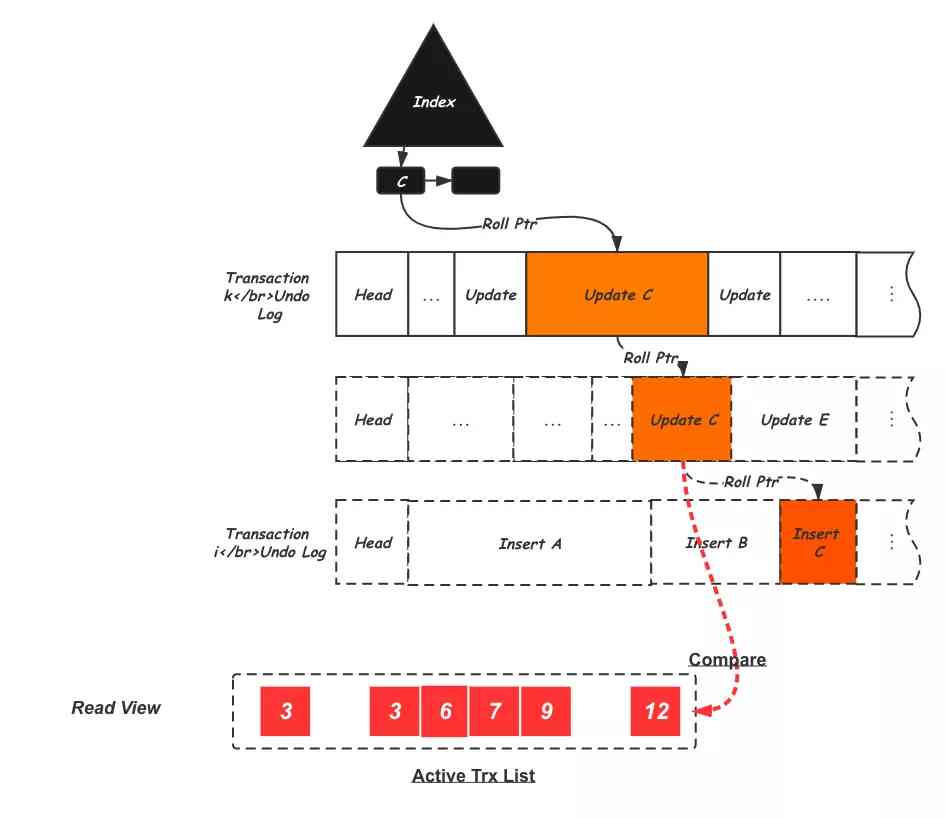 Index
C
Roll Ptr
Transaction
k</br>Undo
Log
Head
...
Update
Update C
Update
....
⋮
Roll Ptr
Head
...
...
...
Update C
Update E
⋮
Roll Ptr
Transaction
i</br>Undo Log
Head
Insert A
Insert B
Insert
C
⋮
Compare
Read View
3
3
6
7
9
12
Active Trx List